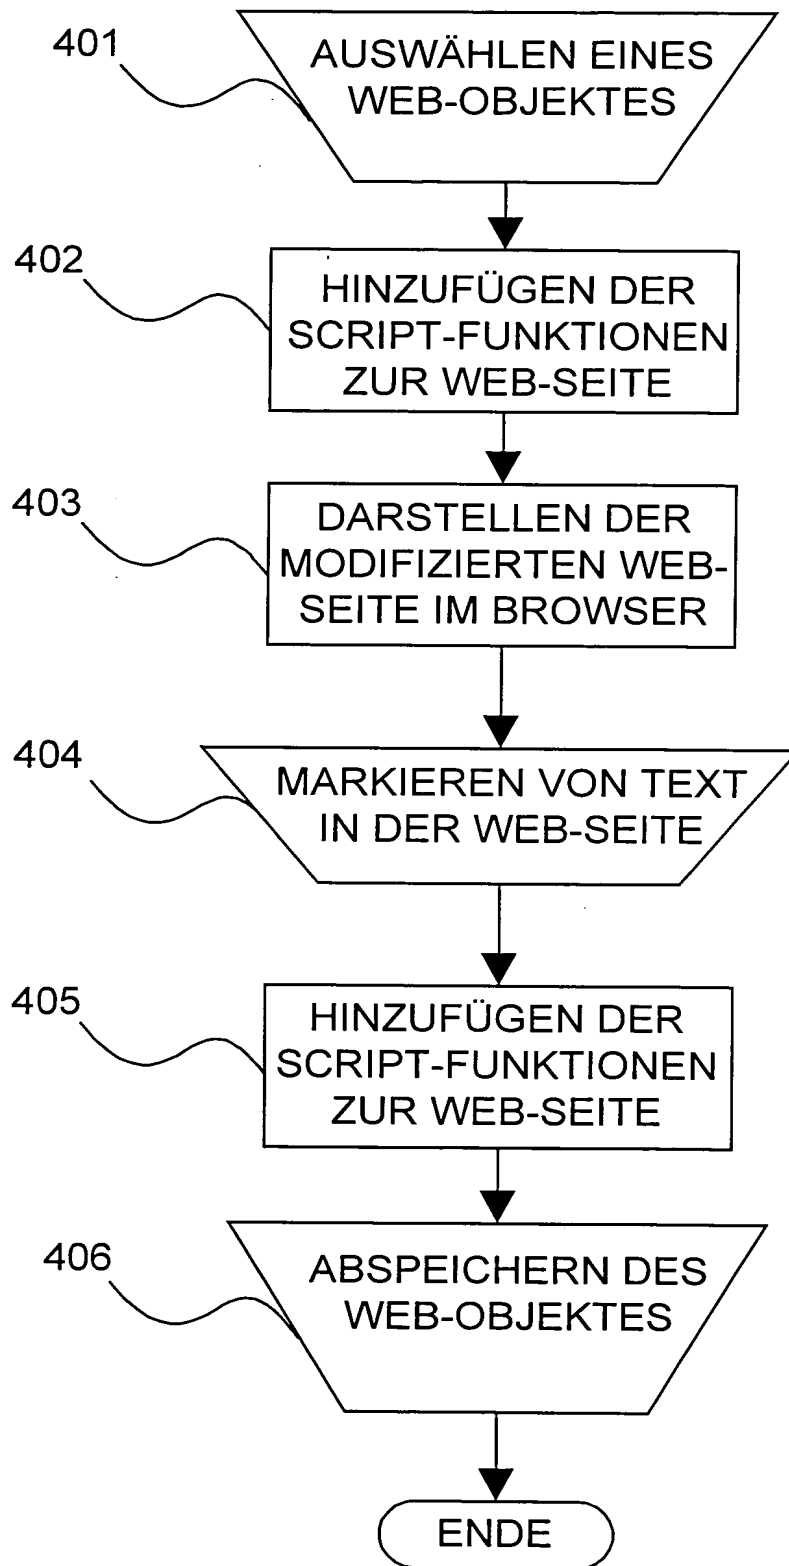 401
AUSWÄHLEN EINES
WEB-OBJEKTES
402
HINZUFÜGEN DER
SCRIPT-FUNKTIONEN
ZUR WEB-SEITE
403
DARSTELLEN DER
MODIFIZIERTEN WEB-
SEITE IM BROWSER
404
MARKIEREN VON TEXT
IN DER WEB-SEITE
405
HINZUFÜGEN DER
SCRIPT-FUNKTIONEN
ZUR WEB-SEITE
406
ABSPEICHERN DES
WEB-OBJEKTES
ENDE